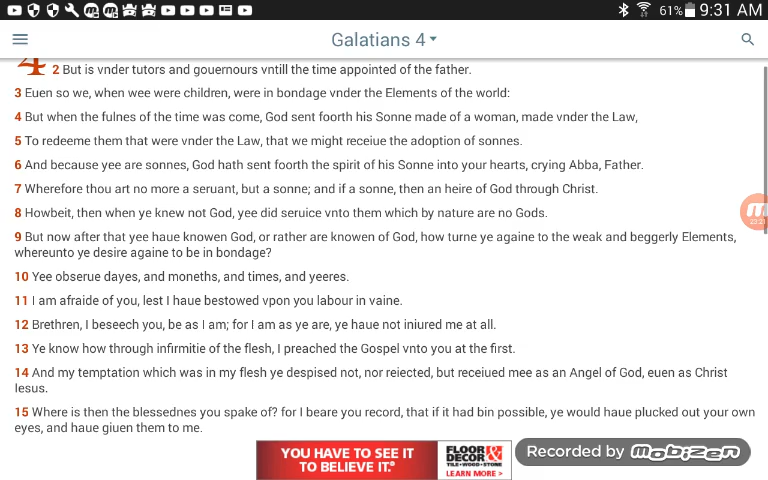 61% 9:31 AM
Galatians 4
4
2 But is vnder tutors and gouernours vntill the time appointed of the father.
3 Euen so we, when wee were children, were in bondage vnder the Elements of the world:
4 But when the fulnes of the time was come, God sent foorth his Sonne made of a woman, made vnder the Law,
5 To redeeme them that were vnder the Law, that we might receiue the adoption of sonnes.
6 And because yee are sonnes, God hath sent foorth the spirit of his Sonne into your hearts, crying Abba, Father.
7 Wherefore thou art no more a seruant, but a sonne; and if a sonne, then an heire of God through Christ.
8 Howbeit, then when ye knew not God, yee did seruice vnto them which by nature are no Gods.
9 But now after that yee haue knowen God, or rather are knowen of God, how turne ye againe to the weak and beggerly Elements,
whereunto ye desire againe to be in bondage?
10 Yee obserue dayes, and moneths, and times, and yeeres.
11 I am afraide of you, lest I haue bestowed vpon you labour in vaine.
12 Brethren, I beseech you, be as I am; for I am as ye are, ye haue not iniured me at all.
13 Ye know how through infirmitie of the flesh, I preached the Gospel vnto you at the first.
14 And my temptation which was in my flesh ye despised not, nor reiected, but receiued mee as an Angel of God, euen as Christ
Iesus.
15 Where is then the blessednes you spake of? for I beare you record, that if it had bin possible, ye would haue plucked out your own
eyes, and haue giuen them to me.
YOU HAVE TO SEE IT
TO BELIEVE IT.®
FLOOR &
DECOR
TILE • WOOD • STONE
LEARN MORE >
Recorded by mobizen